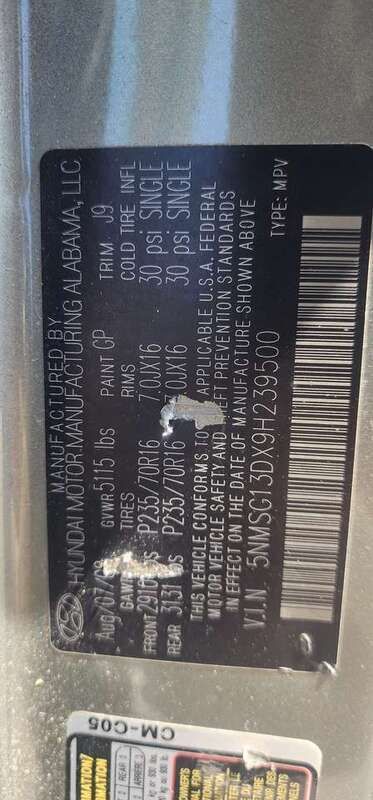 MANUFACTURED BY
HYUNDAI MOTOR MANUFACTURING ALABAMA, LLC
Aug/07/ GVWR 5115 lbs PAINT GP TRIM J9
TIRES RIMS COLD TIRE INFL
FRONT P235/70R16 7.0JX16 30 psi SINGLE
REAR P235/70R16 30 psi SINGLE
THIS VEHICLE CONFORMS APPLICABLE U.S.A. FEDERAL
MOTOR VEHICLE SAFETY AND THEFT PREVENTION STANDARDS
IN EFFECT ON THE DATE OF MANUFACTURE SHOWN ABOVE
V.I.N 5NMSG13DX9H239500 TYPE: MPV
CM-C05